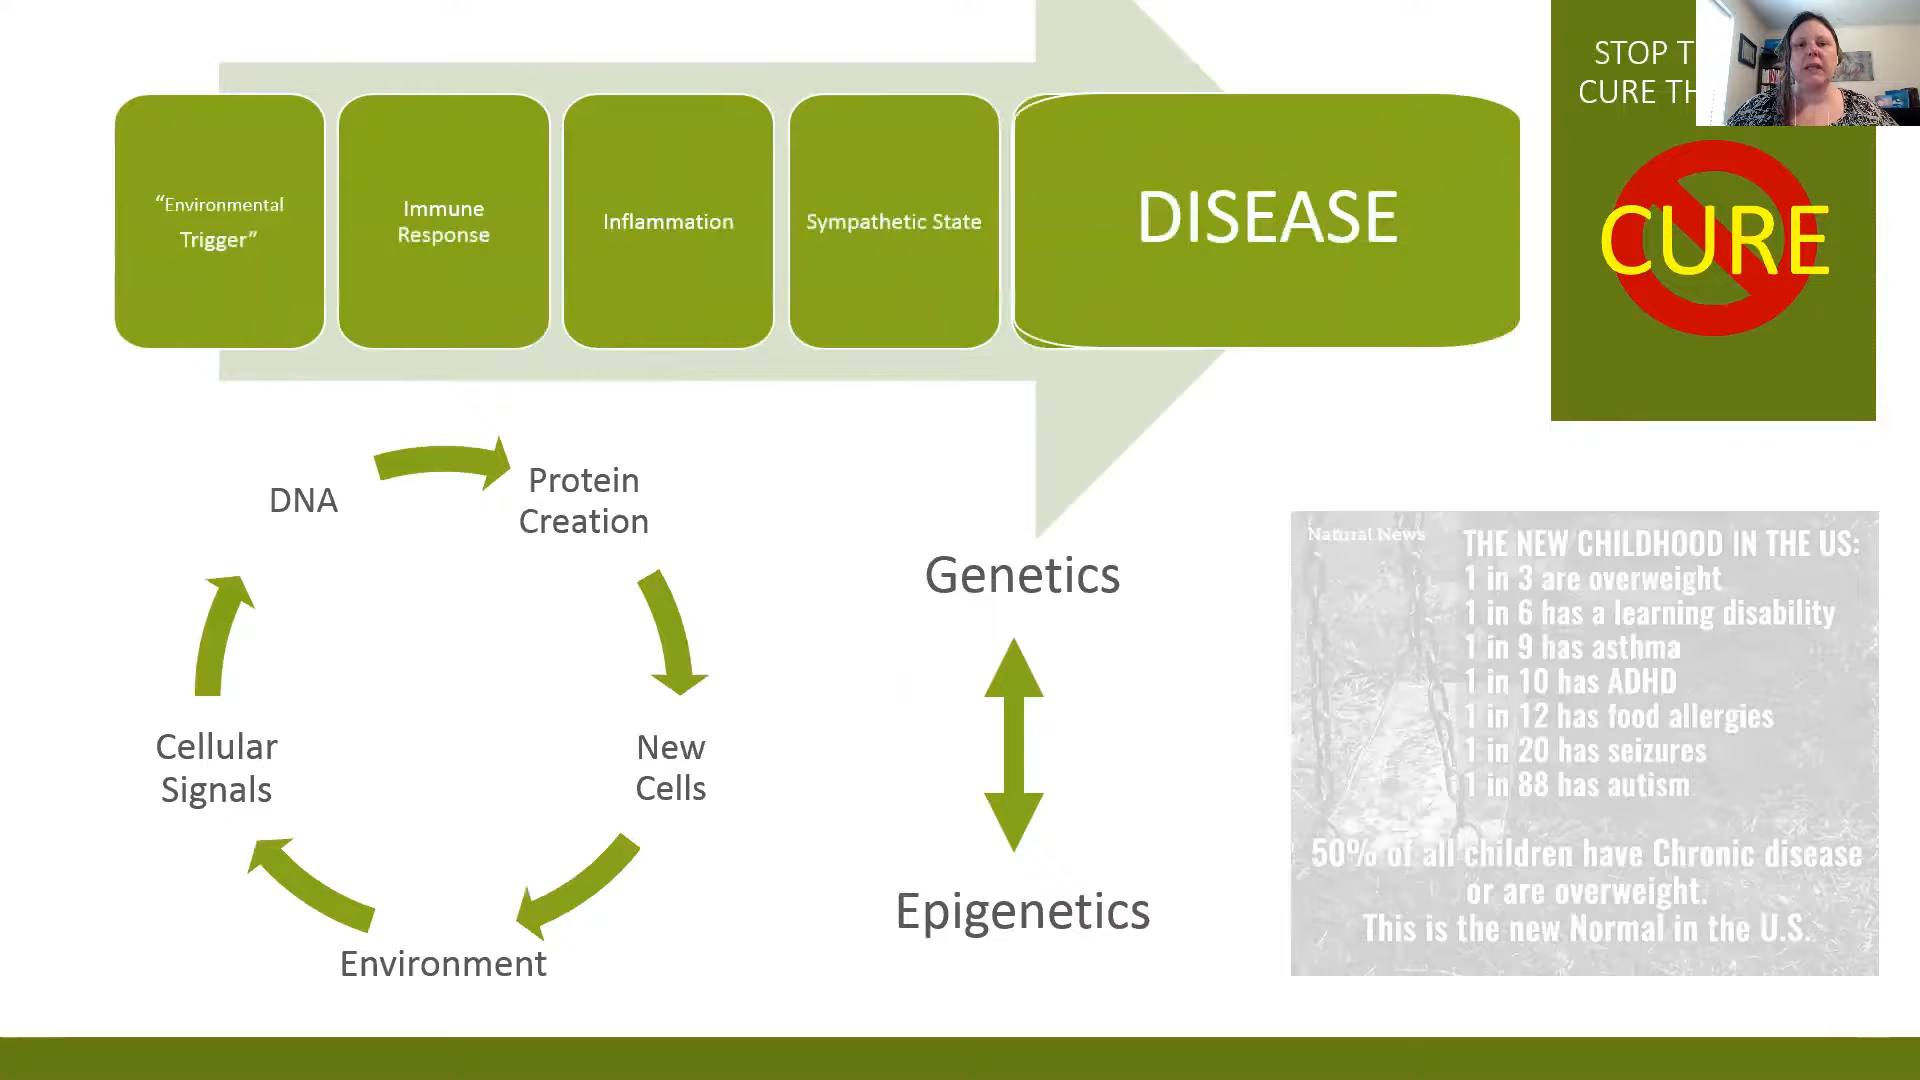 “Environmental
Trigger”
Immune
Response
Inflammation
Sympathetic State
DISEASE
STOP
CURE
CURE
DNA
Protein
Creation
New
Cells
Environment
Cellular
Signals
Genetics
Epigenetics
Natural News
THE NEW CHILDHOOD IN THE US:
1 in 3 are overweight
1 in 6 has a learning disability
1 in 9 has asthma
1 in 10 has ADHD
1 in 12 has food allergies
1 in 20 has seizures
1 in 88 has autism
50% of all children have Chronic disease
or are overweight.
This is the new Normal in the U.S.